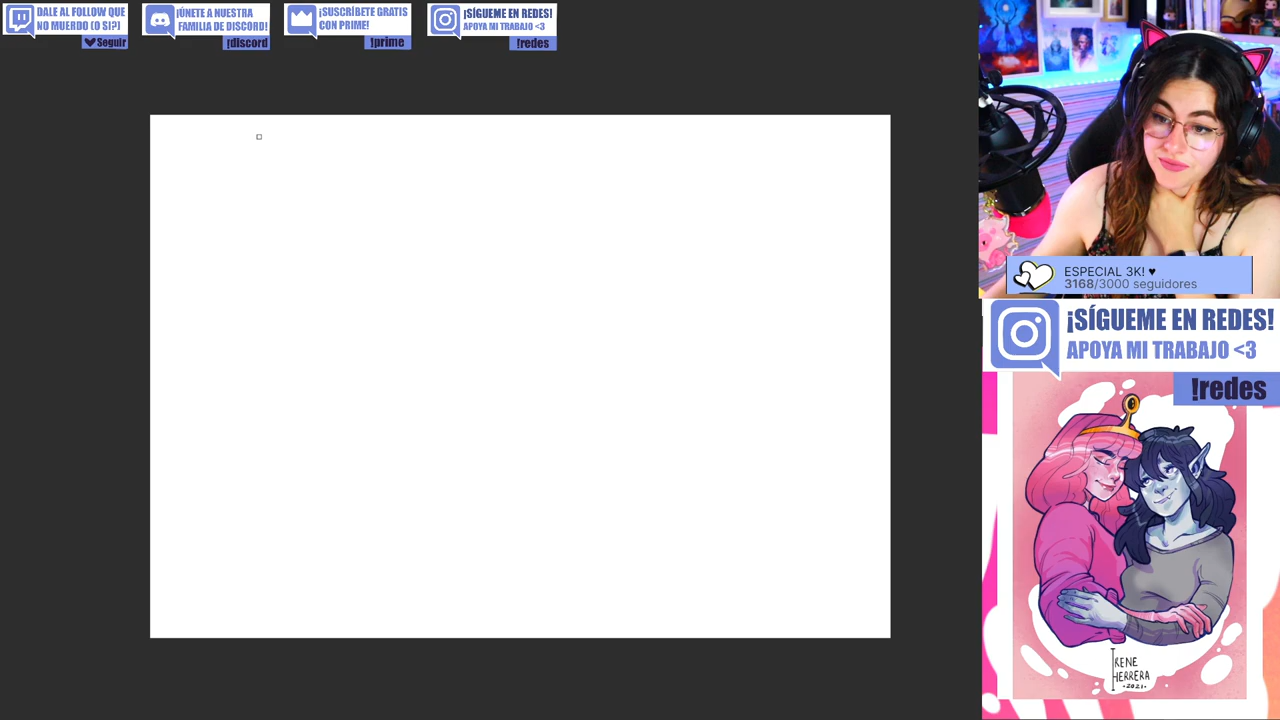 DALE AL FOLLOW QUE
NO MUERDO (O SI?)
Seguir
¡ÚNETE A NUESTRA
FAMILIA DE DISCORD!
!discord
¡SUSCRÍBETE GRATIS
CON PRIME!
!prime
¡SÍGUEME EN REDES!
APOYA MI TRABAJO <3
!redes
ESPECIAL 3K! ♥
3168/3000 seguidores
¡SÍGUEME EN REDES!
APOYA MI TRABAJO <3
!redes
IRENE
HERRERA
·2021·